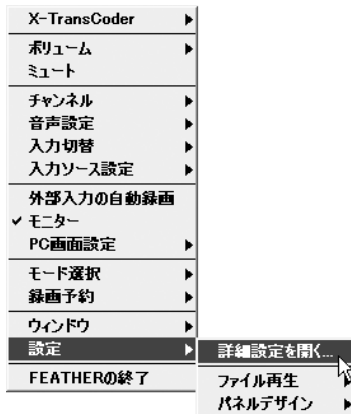 X-TransCoder
ボリューム
ミュート
チャンネル
音声設定
入力切替
入力ソース設定
外部入力の自動録画
モニター
PC画面設定
モード選択
録画予約
ウィンドウ
設定
詳細設定を開く...
FEATHERの終了
ファイル再生
パネルデザイン